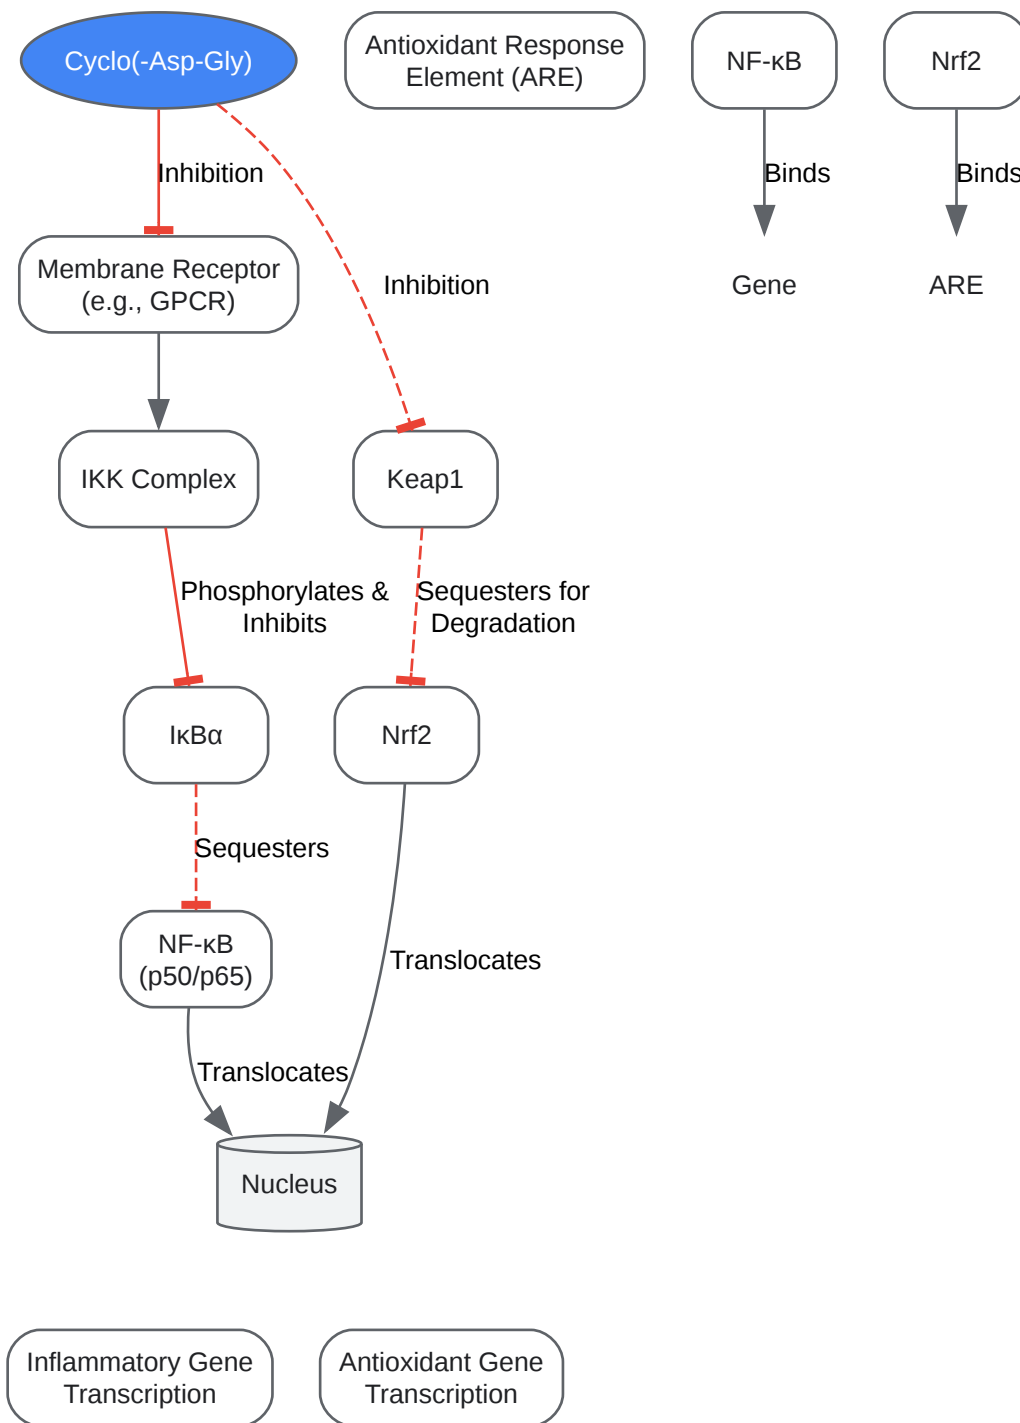 Cyclo(-Asp-Gly)
Antioxidant Response
Element (ARE)
NF-κB
Nrf2
Inhibition
Binds
Binds
Membrane Receptor
(e.g., GPCR)
Inhibition
Gene
ARE
IKK Complex
Keap1
Phosphorylates &
Inhibits
Sequesters for
Degradation
IκBα
Nrf2
Sequesters
NF-κB
(p50/p65)
Translocates
Translocates
Nucleus
Inflammatory Gene
Transcription
Antioxidant Gene
Transcription